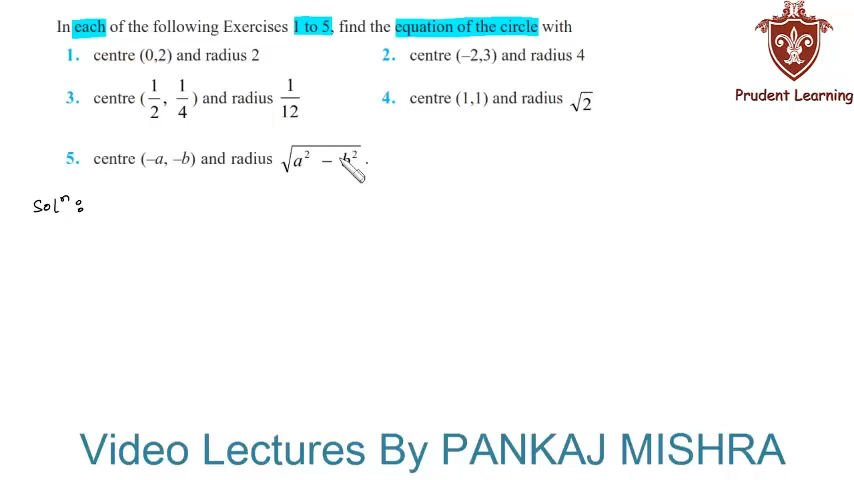 In each of the following Exercises 1 to 5, find the equation of the circle with
1. centre (0,2) and radius 2
2. centre (–2,3) and radius 4
3. centre (1/2, 1/4) and radius 1/12
4. centre (1,1) and radius √2
5. centre (–a, –b) and radius √(a² – b²).
Solⁿ:
Prudent Learning
Video Lectures By PANKAJ MISHRA